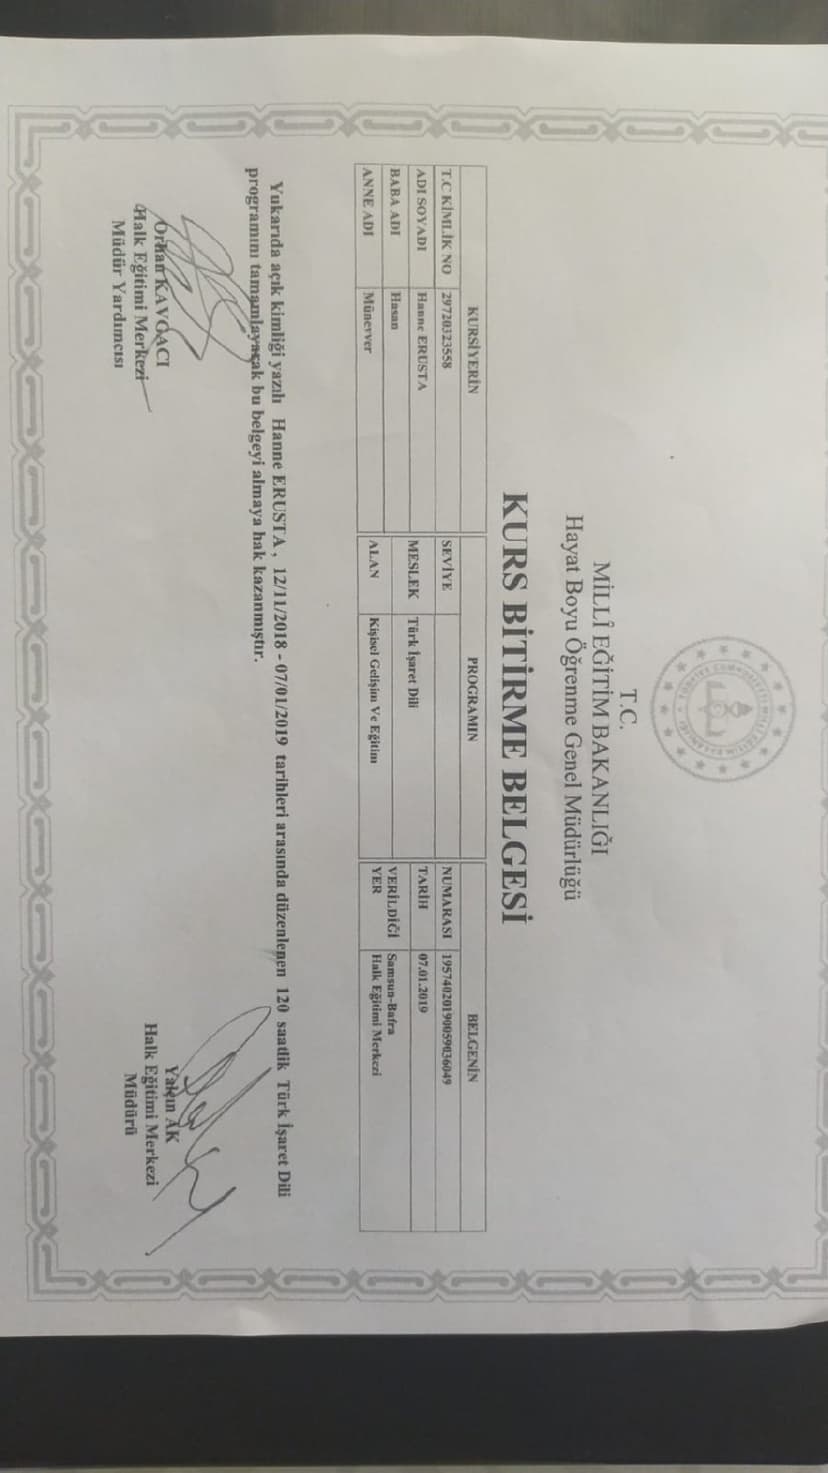 T.C.
MİLLÎ EĞİTİM BAKANLIĞI
Hayat Boyu Öğrenme Genel Müdürlüğü
KURS BİTİRME BELGESİ
KURSİYERİN
T.C KİMLİK NO 29720323558
ADI SOYADI Hanne ERUSTA
BABA ADI Hasan
ANNE ADI Münevver
PROGRAMIN
SEVİYE
MESLEK Türk İşaret Dili
ALAN Kişisel Gelişim Ve Eğitim
BELGENİN
NUMARASI 19574020190059036049
TARİH 07.01.2019
VERİLDİĞİ YER Samsun-Bafra
Halk Eğitimi Merkezi
Yukarıda açık kimliği yazılı Hanne ERUSTA , 12/11/2018 - 07/01/2019 tarihleri arasında düzenlenen 120 saatlik Türk İşaret Dili
programını tamamlayarak bu belgeyi almaya hak kazanmıştır.
Orhan KAVGACI
Halk Eğitimi Merkezi
Müdür Yardımcısı
Yalçın AK
Halk Eğitimi Merkezi
Müdürü